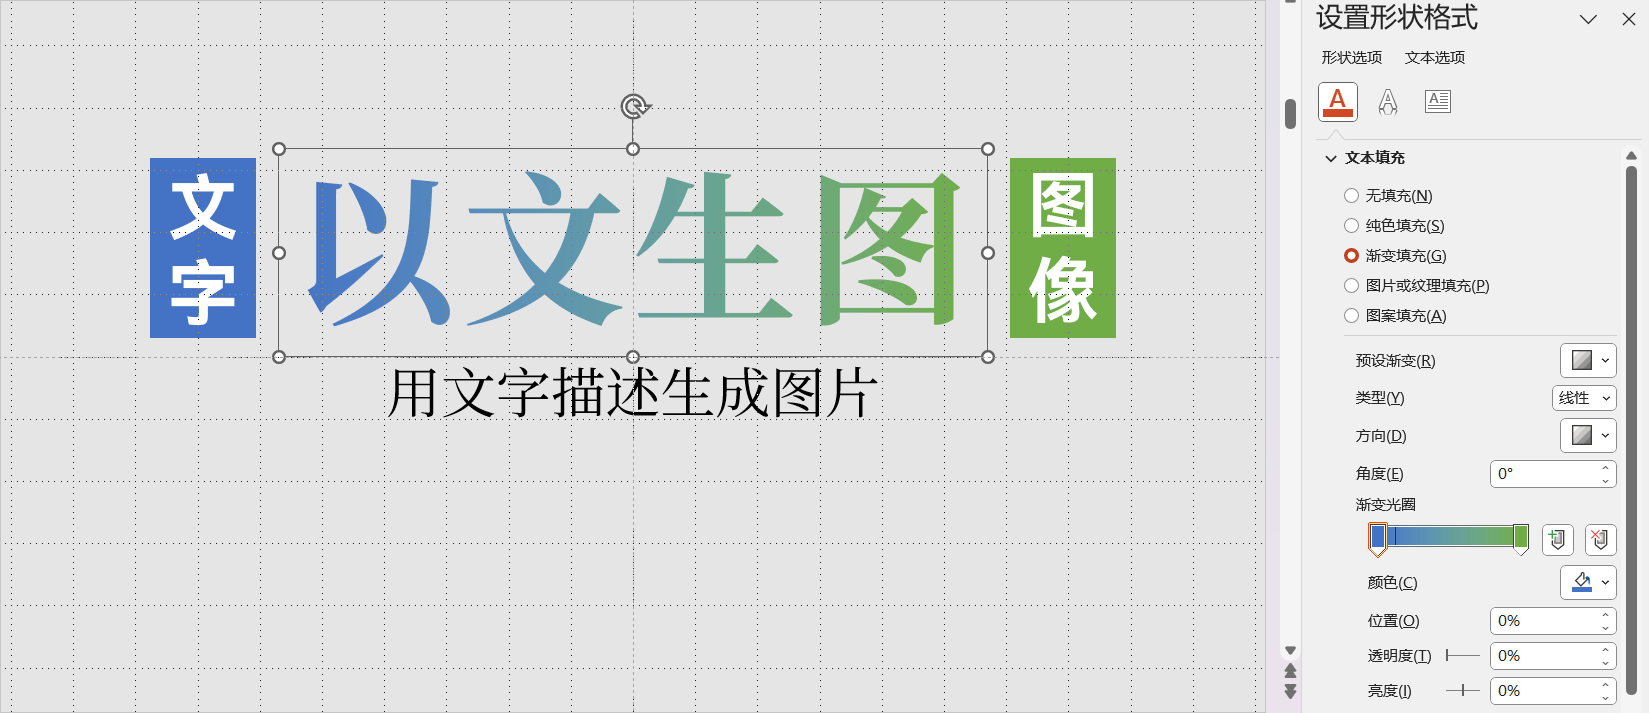 设置形状格式
形状选项 文本选项
文本填充
无填充(N)
纯色填充(S)
渐变填充(G)
图片或纹理填充(P)
图案填充(A)
预设渐变(R)
类型(Y) 线性
方向(D)
角度(E) 0°
渐变光圈
颜色(C)
位置(O) 0%
透明度(T) 0%
亮度(I) 0%
文字
以文生图
图像
用文字描述生成图片